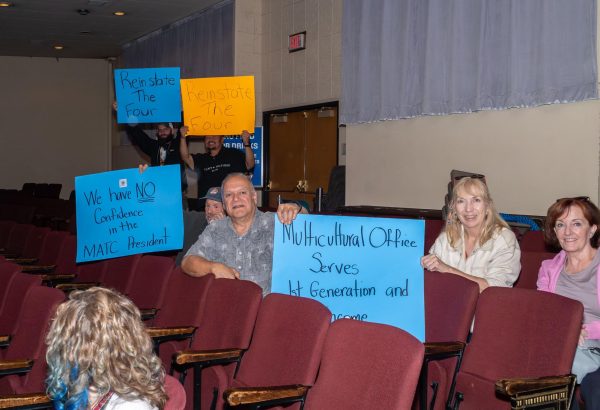 Reinstate
The
Four
Reinstate
The
Four
We have NO
Confidence
in the
MATC President
Multicultural Office
Serves
1st Generation and
EXIT